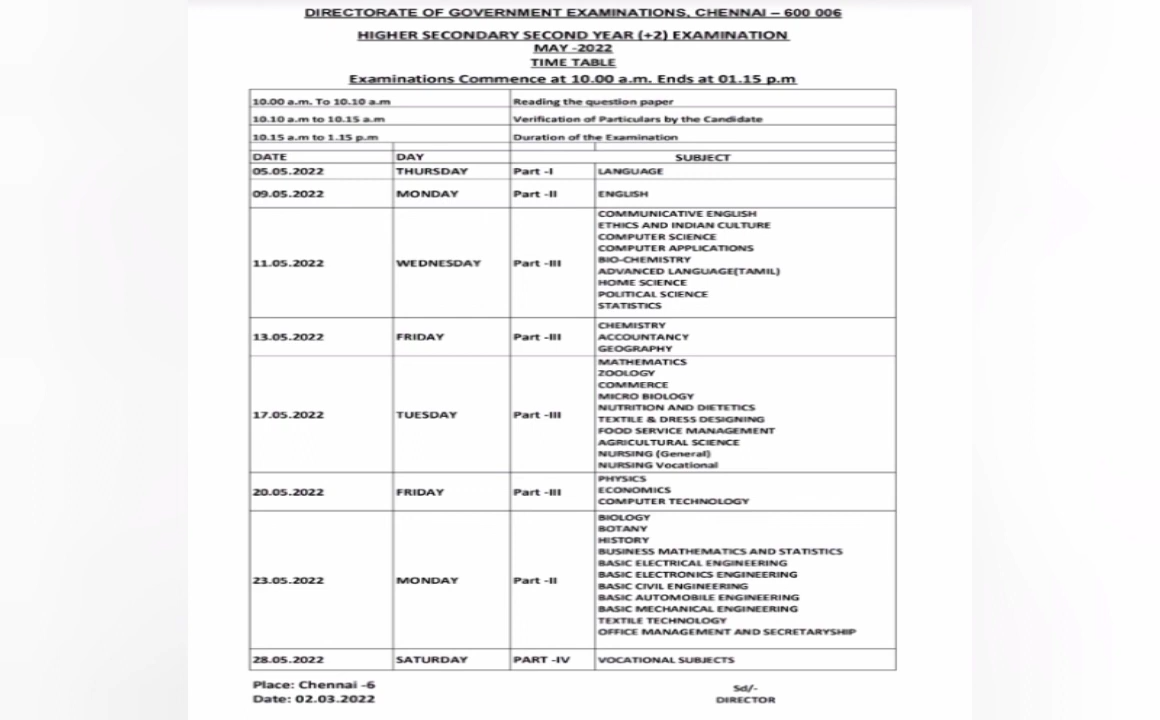 DIRECTORATE OF GOVERNMENT EXAMINATIONS, CHENNAI – 600 006
HIGHER SECONDARY SECOND YEAR (+2) EXAMINATION
MAY -2022
TIME TABLE
Examinations Commence at 10.00 a.m. Ends at 01.15 p.m
10.00 a.m. To 10.10 a.m Reading the question paper
10.10 a.m to 10.15 a.m Verification of Particulars by the Candidate
10.15 a.m to 1.15 p.m Duration of the Examination
DATE DAY SUBJECT
05.05.2022 THURSDAY Part -I LANGUAGE
09.05.2022 MONDAY Part -II ENGLISH
11.05.2022 WEDNESDAY Part -III COMMUNICATIVE ENGLISH
ETHICS AND INDIAN CULTURE
COMPUTER SCIENCE
COMPUTER APPLICATIONS
BIO-CHEMISTRY
ADVANCED LANGUAGE(TAMIL)
HOME SCIENCE
POLITICAL SCIENCE
STATISTICS
13.05.2022 FRIDAY Part -III CHEMISTRY
ACCOUNTANCY
GEOGRAPHY
17.05.2022 TUESDAY Part -III MATHEMATICS
ZOOLOGY
COMMERCE
MICRO BIOLOGY
NUTRITION AND DIETETICS
TEXTILE & DRESS DESIGNING
FOOD SERVICE MANAGEMENT
AGRICULTURAL SCIENCE
NURSING (General)
NURSING Vocational
20.05.2022 FRIDAY Part -III PHYSICS
ECONOMICS
COMPUTER TECHNOLOGY
23.05.2022 MONDAY Part -II BIOLOGY
BOTANY
HISTORY
BUSINESS MATHEMATICS AND STATISTICS
BASIC ELECTRICAL ENGINEERING
BASIC ELECTRONICS ENGINEERING
BASIC CIVIL ENGINEERING
BASIC AUTOMOBILE ENGINEERING
BASIC MECHANICAL ENGINEERING
TEXTILE TECHNOLOGY
OFFICE MANAGEMENT AND SECRETARYSHIP
28.05.2022 SATURDAY PART -IV VOCATIONAL SUBJECTS
Place: Chennai -6
Date: 02.03.2022
Sd/-
DIRECTOR